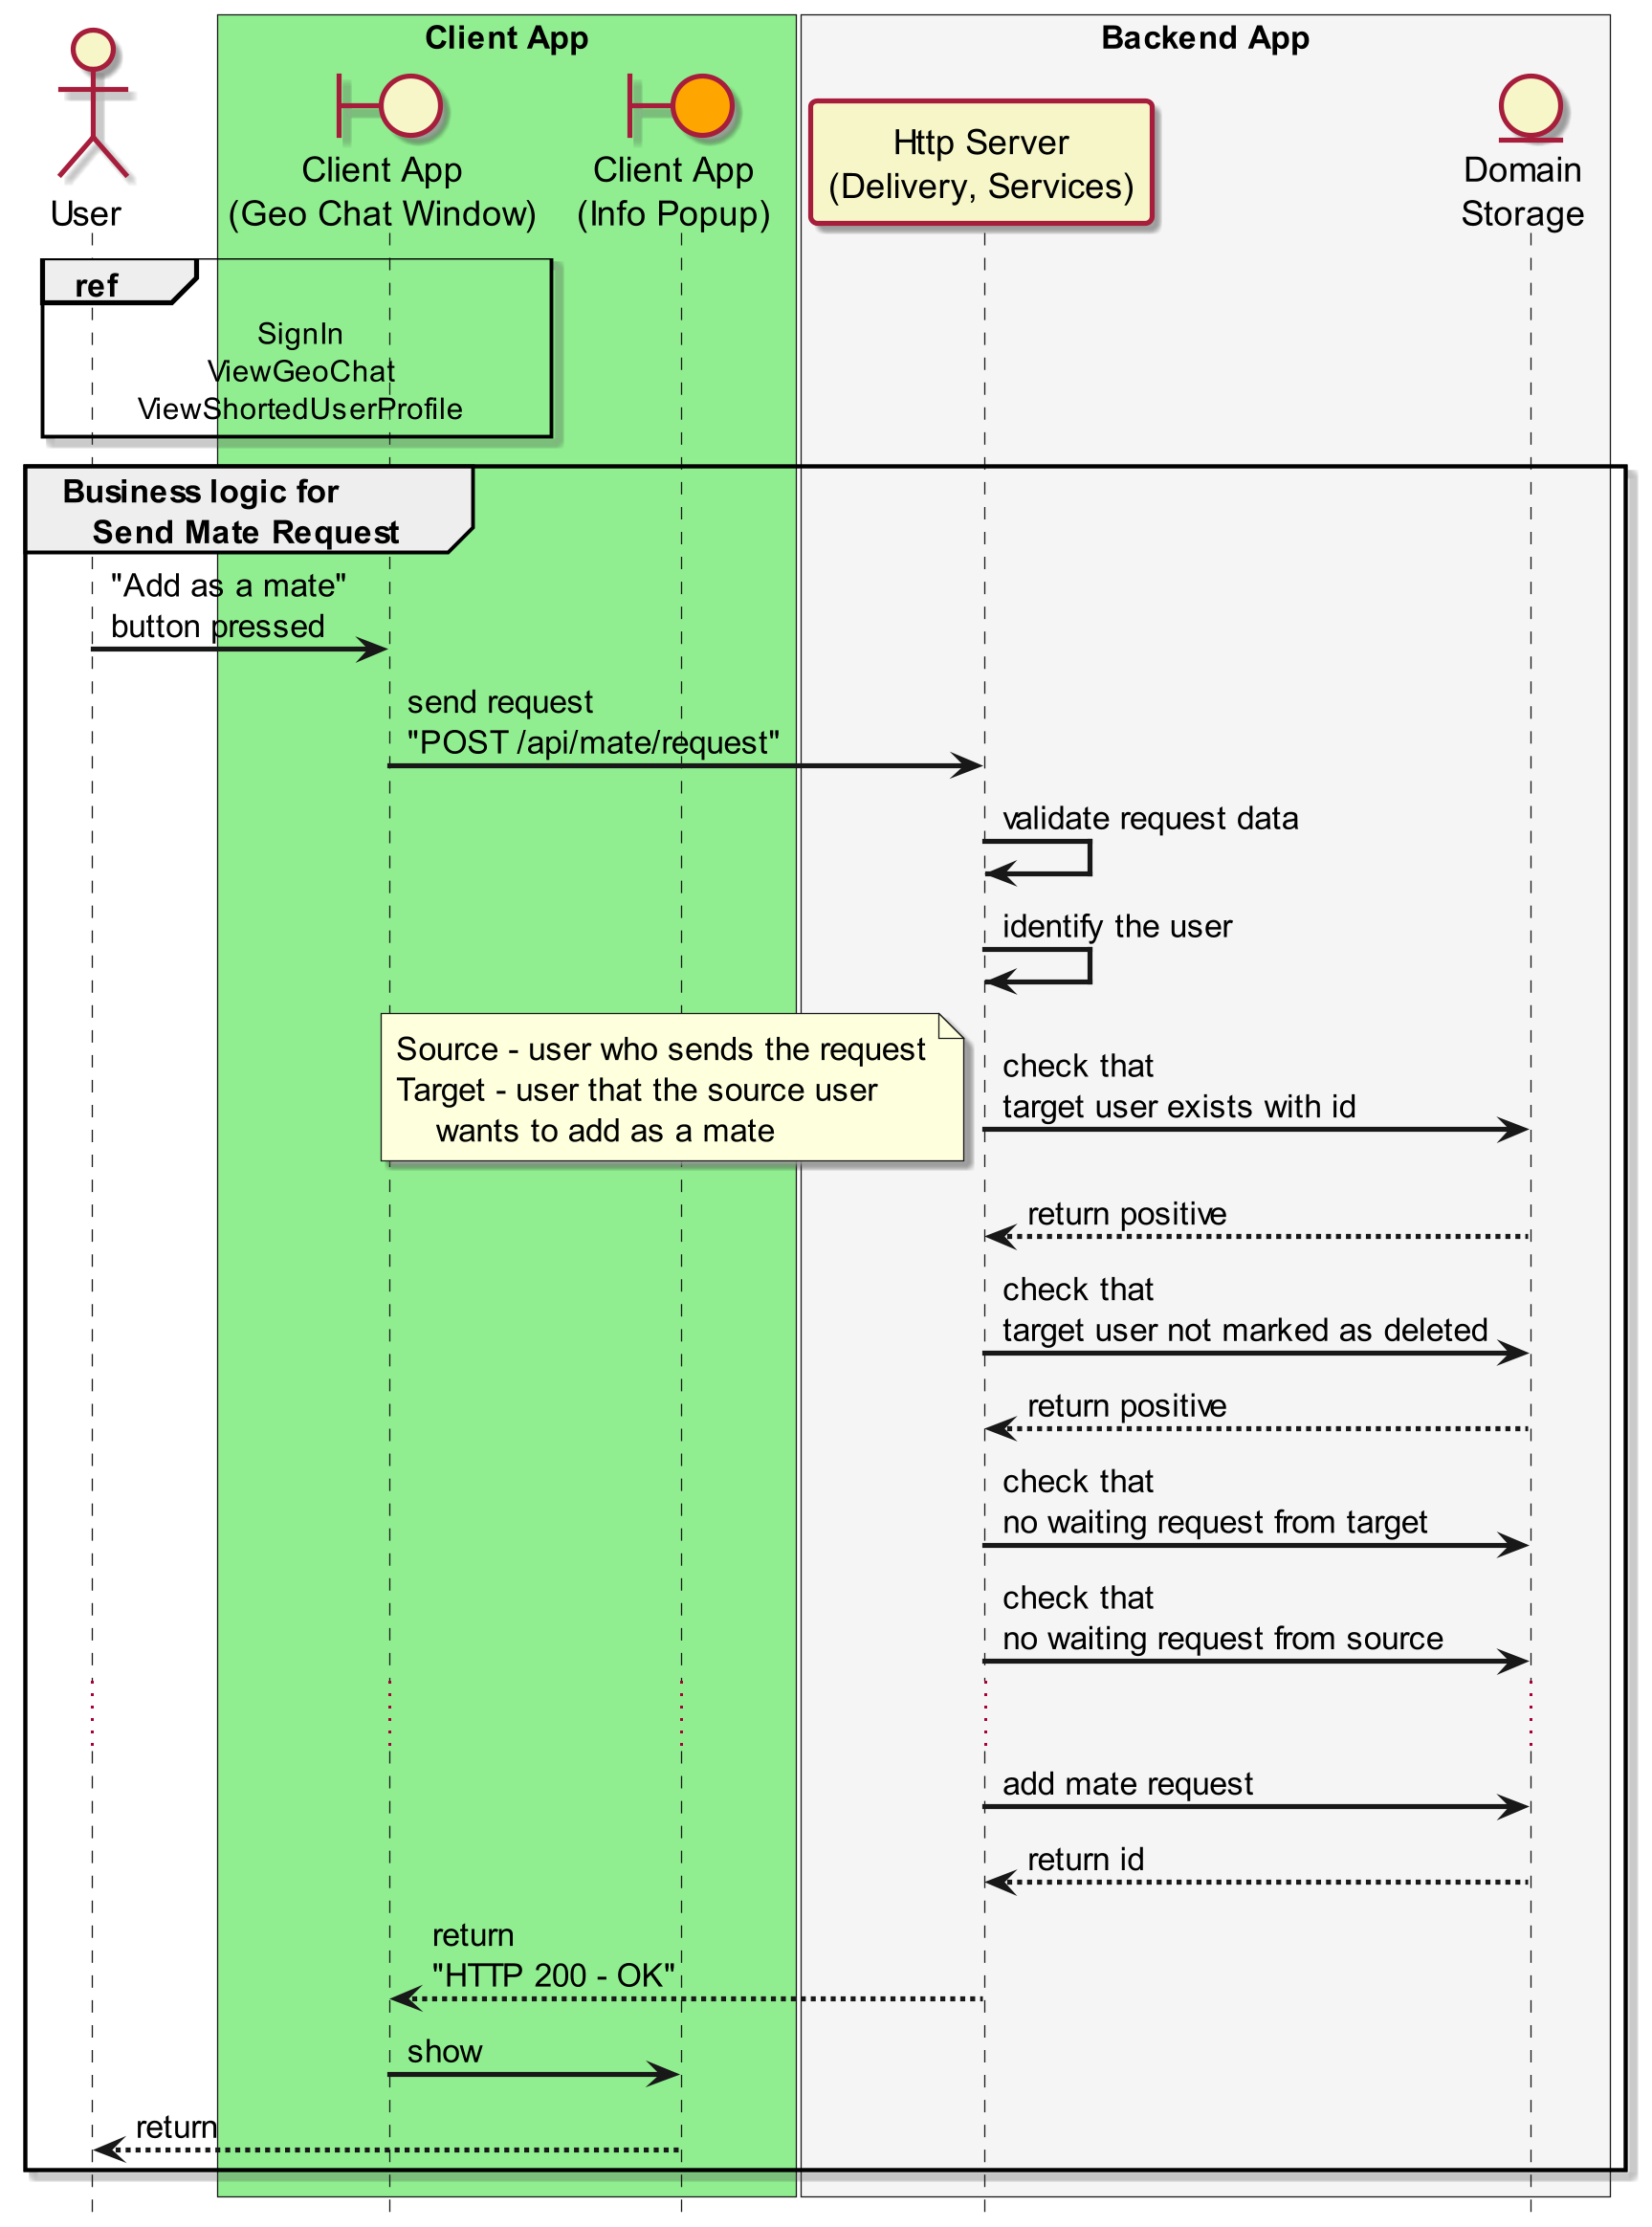 Client App
Backend App
User
Client App
(Geo Chat Window)
Client App
(Info Popup)
Http Server
(Delivery, Services)
Domain
Storage
ref
SignIn
ViewGeoChat
ViewShortedUserProfile
Business logic for
Send Mate Request
"Add as a mate"
button pressed
send request
"POST /api/mate/request"
validate request data
identify the user
Source - user who sends the request
Target - user that the source user
wants to add as a mate
check that
target user exists with id
return positive
check that
target user not marked as deleted
return positive
check that
no waiting request from target
check that
no waiting request from source
add mate request
return id
return
"HTTP 200 - OK"
show
return